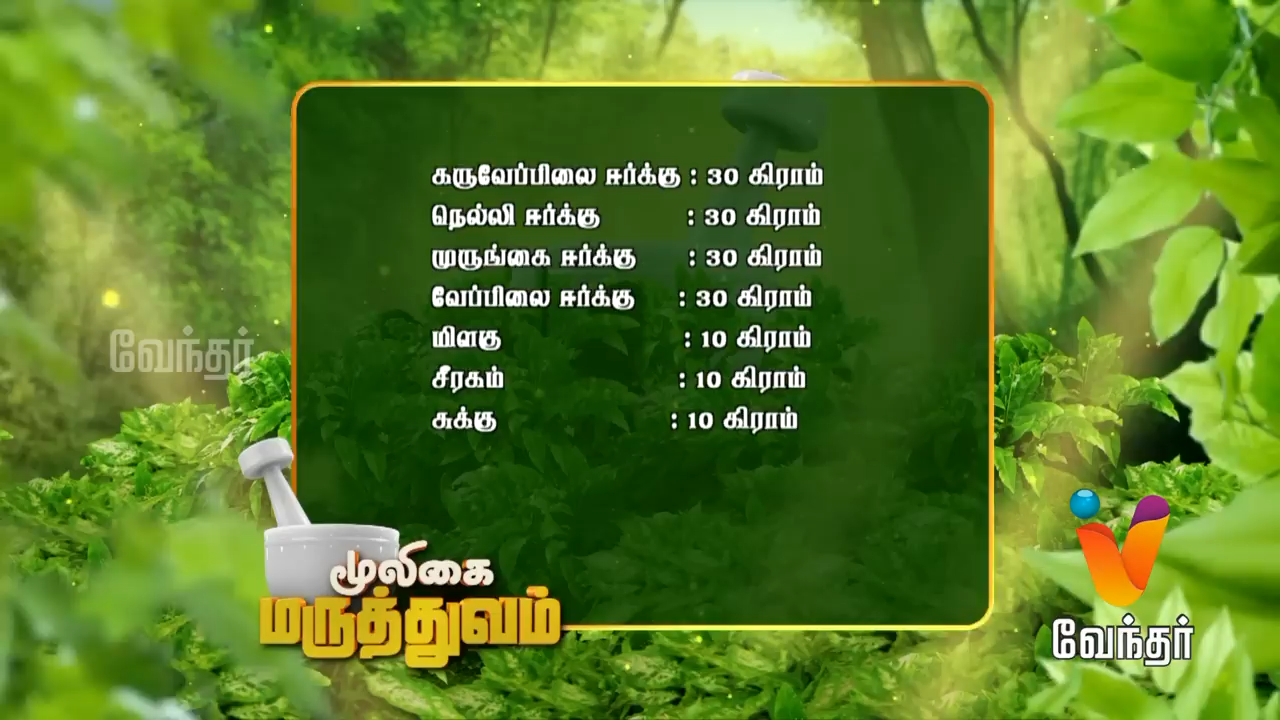 கருவேப்பிலை ஈர்க்கு : 30 கிராம்
நெல்லி ஈர்க்கு : 30 கிராம்
முருங்கை ஈர்க்கு : 30 கிராம்
வேப்பிலை ஈர்க்கு : 30 கிராம்
மிளகு : 10 கிராம்
சீரகம் : 10 கிராம்
சுக்கு : 10 கிராம்
வேந்தர்
மூலிகை
மருத்துவம்
வேந்தர்